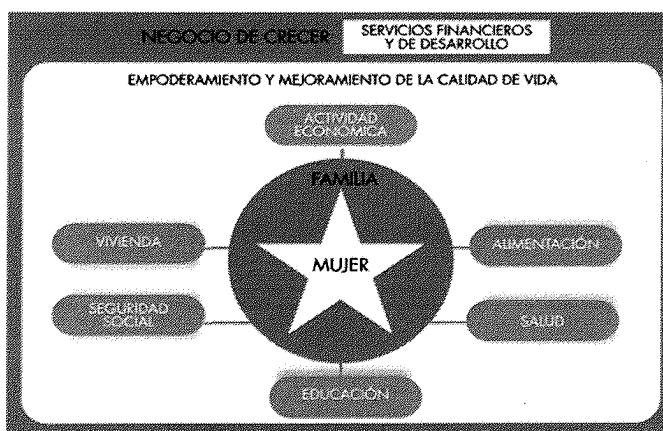 NEGOCIO DE CRECER
SERVICIOS FINANCIEROS
Y DE DESARROLLO
EMPODERAMIENTO Y MEJORAMIENTO DE LA CALIDAD DE VIDA
ACTIVIDAD
ECONÓMICA
FAMILIA
VIVIENDA
MUJER
ALIMENTACIÓN
SEGURIDAD
SOCIAL
SALUD
EDUCACIÓN